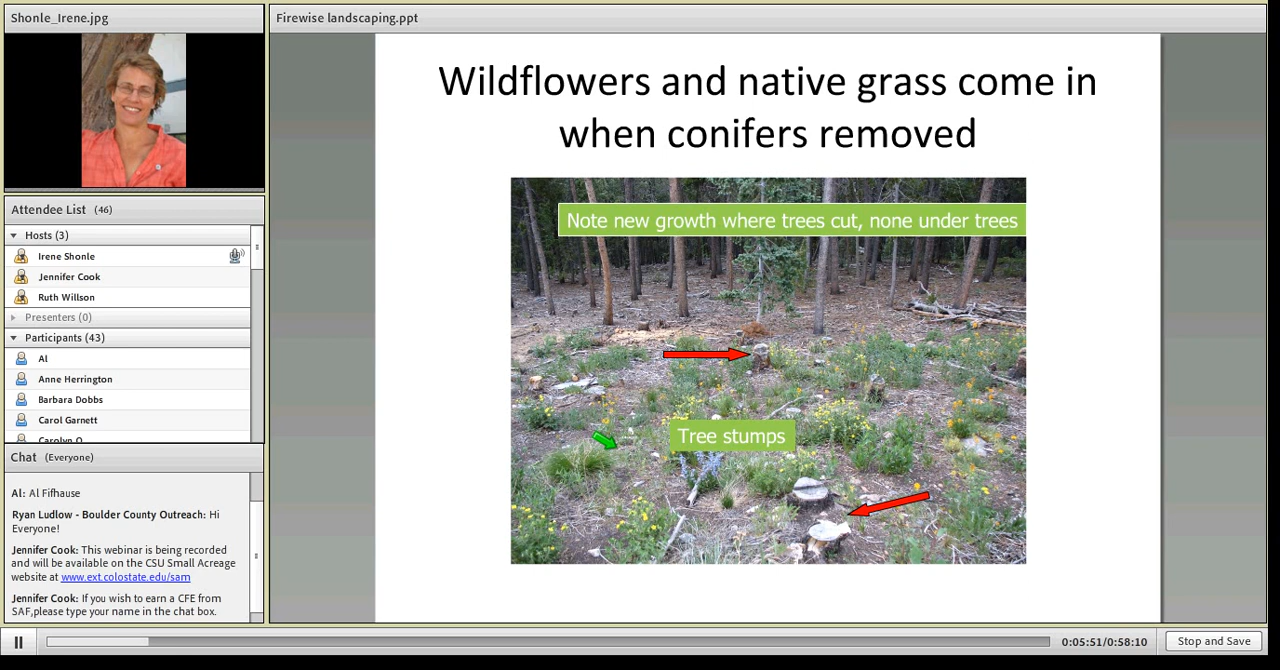 Shonle_Irene.jpg
Attendee List (46)
Hosts (3)
Irene Shonle
Jennifer Cook
Ruth Willson
Presenters (0)
Participants (43)
Al
Anne Herrington
Barbara Dobbs
Carol Garnett
Carolyn O
Chat (Everyone)
Al: Al Fifhause
Ryan Ludlow - Boulder County Outreach: Hi
Everyone!
Jennifer Cook: This webinar is being recorded
and will be available on the CSU Small Acreage
website at www.ext.colostate.edu/sam
Jennifer Cook: If you wish to earn a CFE from
SAF,please type your name in the chat box.
Firewise landscaping.ppt
Wildflowers and native grass come in
when conifers removed
Note new growth where trees cut, none under trees
Tree stumps
0:05:51/0:58:10
Stop and Save